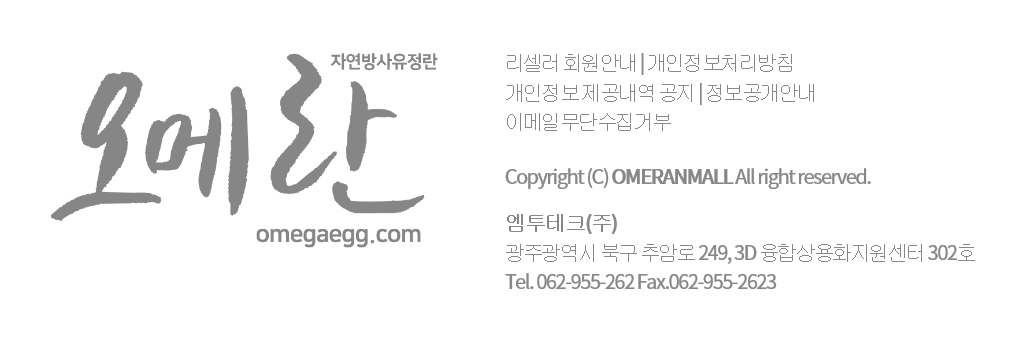 자연방사유정란
오메란
omegaegg.com
리셀러 회원안내 | 개인정보처리방침
개인정보 제공내역 공지 | 정보공개안내
이메일무단수집거부
Copyright (C) OMERANMALL All right reserved.
엠투테크(주)
광주광역시 북구 추암로 249, 3D 융합상용화지원센터 302호
Tel. 062-955-262 Fax.062-955-2623